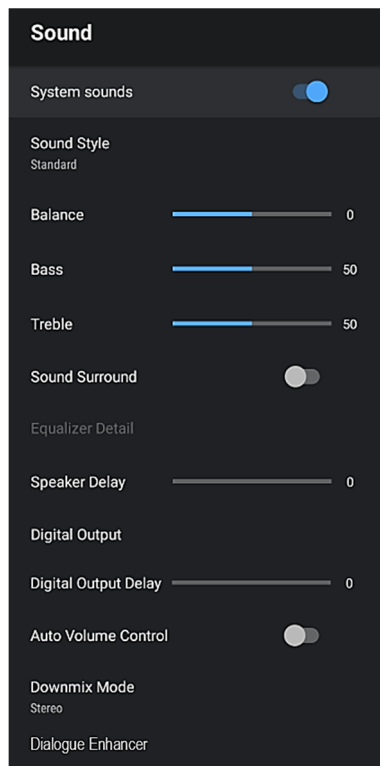 Sound
System sounds
Sound Style
Standard
Balance 0
Bass 50
Treble 50
Sound Surround
Equalizer Detail
Speaker Delay 0
Digital Output
Digital Output Delay 0
Auto Volume Control
Downmix Mode
Stereo
Dialogue Enhancer